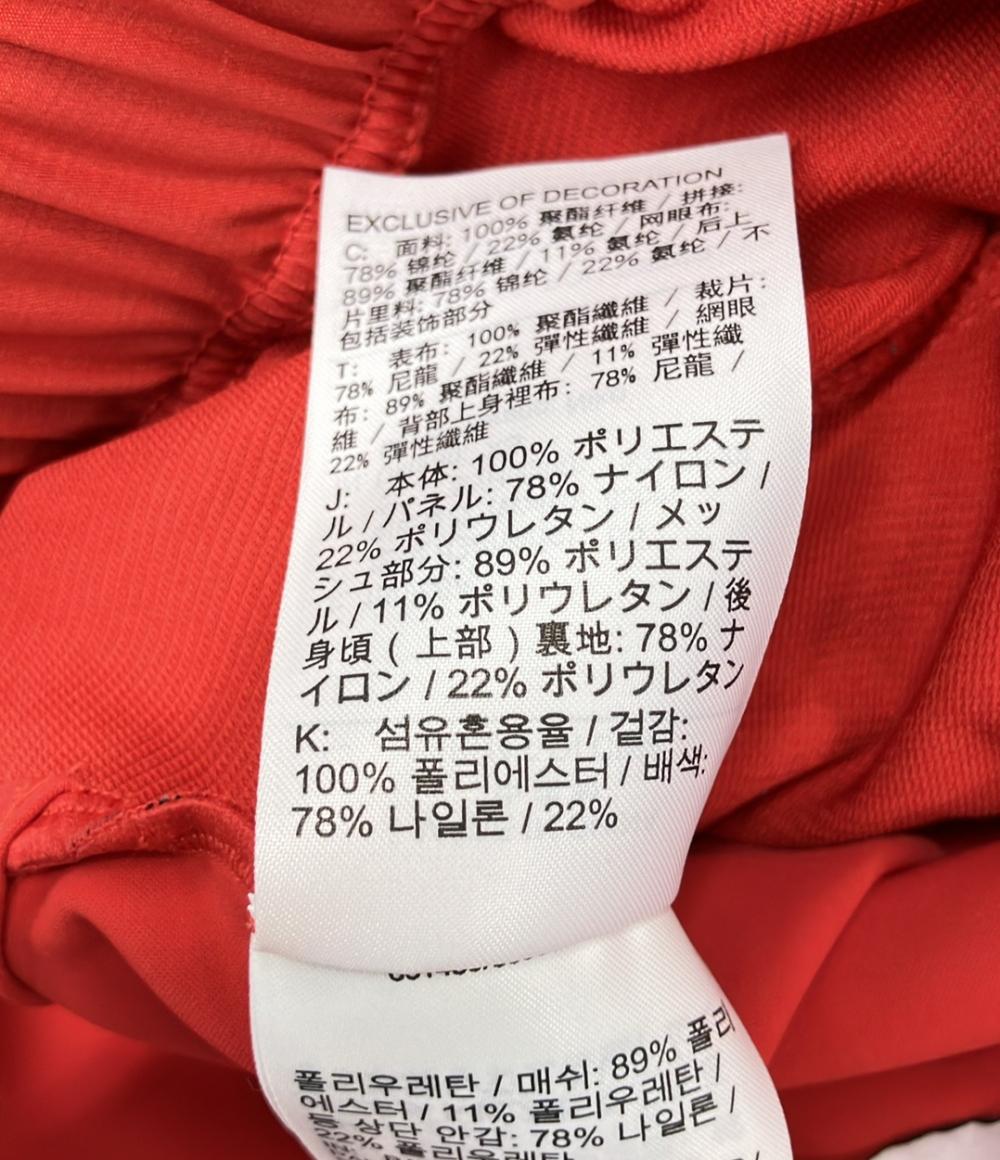 EXCLUSIVE OF DECORATION
C: 面料: 100% 聚酯纤维 / 拼接:
78% 锦纶 / 22% 氨纶 / 网眼布:
89% 聚酯纤维 / 11% 氨纶 / 后上
片里料: 78% 锦纶 / 22% 氨纶 / 不
包括装饰部分
T: 表布: 100% 聚酯纖維 / 裁片:
78% 尼龍 / 22% 彈性纖維 / 網眼
布: 89% 聚酯纖維 / 11% 彈性纖
維 / 背部上身裡布: 78% 尼龍 /
22% 彈性纖維
J: 本体: 100% ポリエステ
ル / パネル: 78% ナイロン /
22% ポリウレタン / メッ
シュ部分: 89% ポリエステ
ル / 11% ポリウレタン / 後
身頃 ( 上部 ) 裏地: 78% ナ
イロン / 22% ポリウレタン
K: 섬유혼용율 / 겉감:
100% 폴리에스터 / 배색:
78% 나일론 / 22%
폴리우레탄 / 매쉬: 89% 폴리
에스터 / 11% 폴리우레탄 /
등 상단 안감: 78% 나일론 /
22% 폴리우레탄